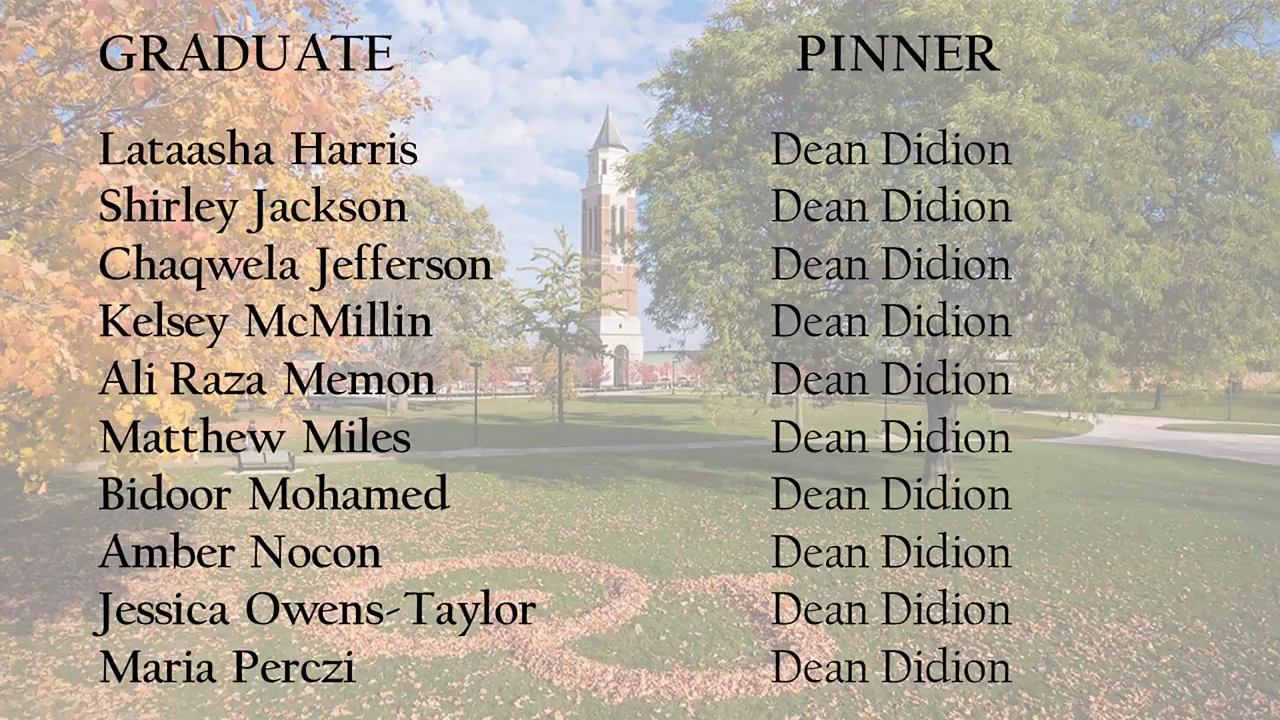 GRADUATE PINNER
Lataasha Harris Dean Didion
Shirley Jackson Dean Didion
Chaqwela Jefferson Dean Didion
Kelsey McMillin Dean Didion
Ali Raza Memon Dean Didion
Matthew Miles Dean Didion
Bidoor Mohamed Dean Didion
Amber Nocon Dean Didion
Jessica Owens-Taylor Dean Didion
Maria Perczi Dean Didion